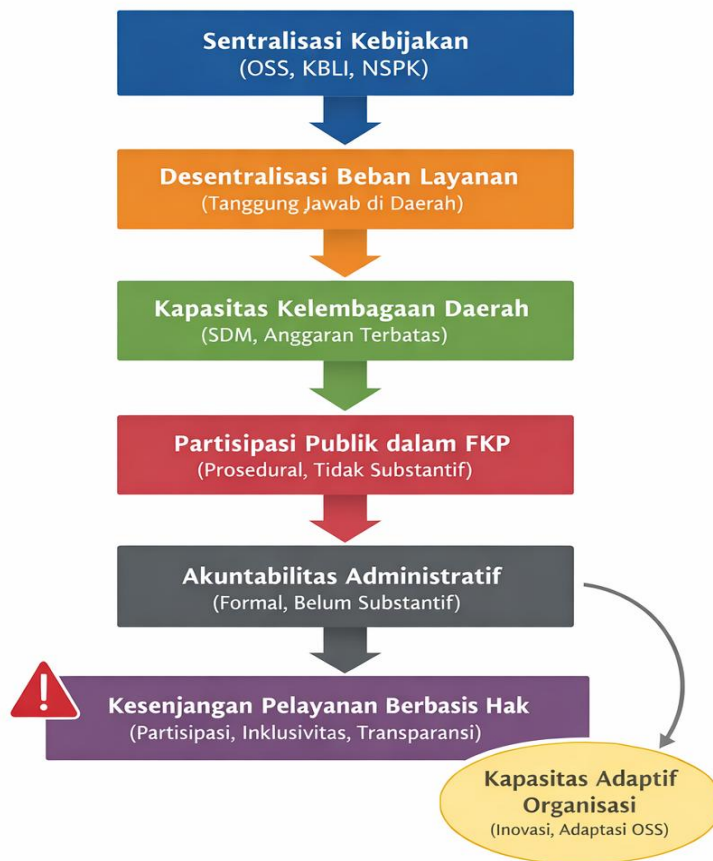 Sentralisasi Kebijakan
(OSS, KBLI, NSPK)
Desentralisasi Beban Layanan
(Tanggung Jawab di Daerah)
Kapasitas Kelembagaan Daerah
(SDM, Anggaran Terbatas)
Partisipasi Publik dalam FKP
(Prosedural, Tidak Substantif)
Akuntabilitas Administratif
(Formal, Belum Substantif)
!
Kesenjangan Pelayanan Berbasis Hak
(Partisipasi, Inklusivitas, Transparansi)
Kapasitas Adaptif
Organisasi
(Inovasi, Adaptasi OSS)